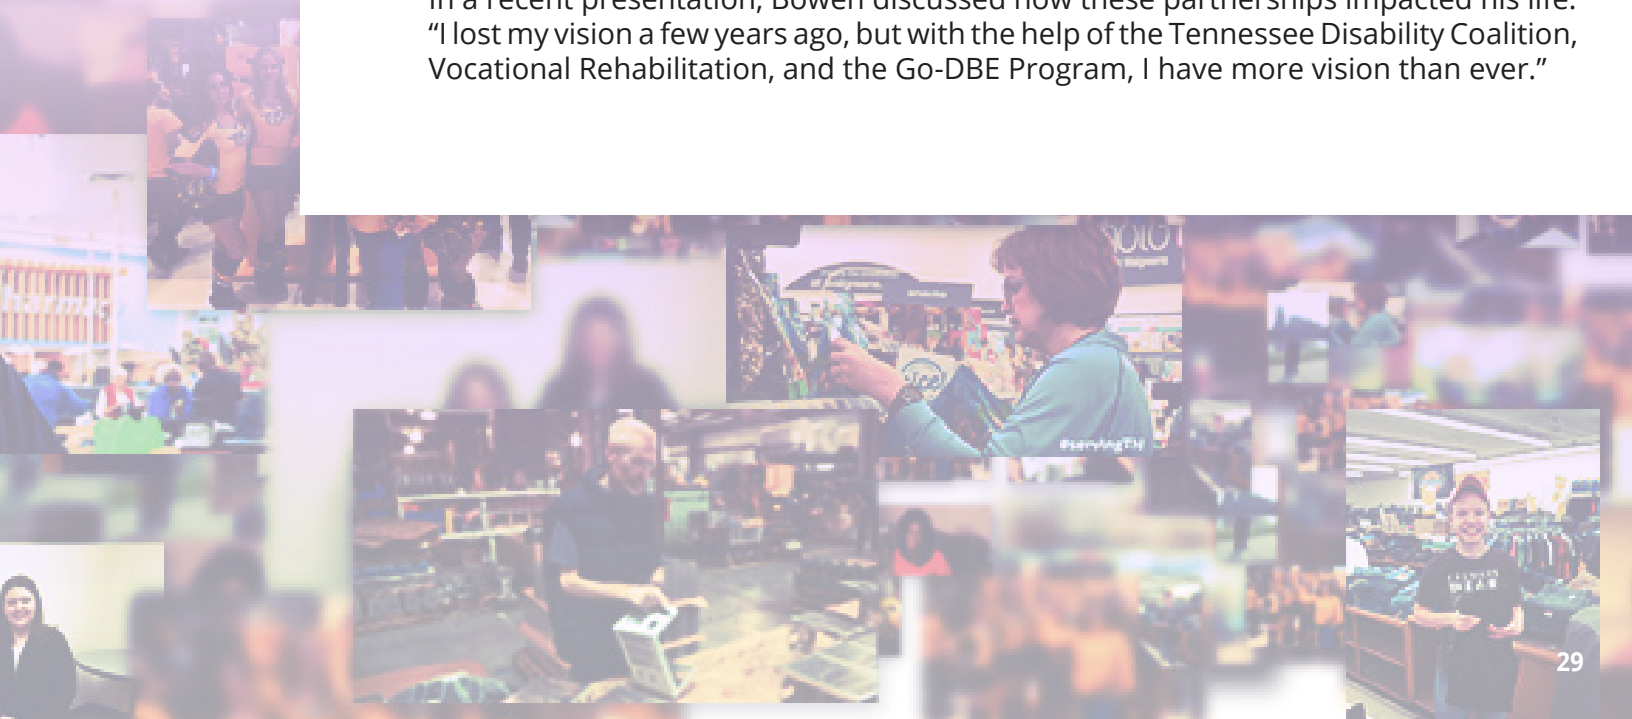 In a recent presentation, Bowen discussed how these partnerships impacted his life.
“I lost my vision a few years ago, but with the help of the Tennessee Disability Coalition,
Vocational Rehabilitation, and the Go-DBE Program, I have more vision than ever.”
#servingTN
29